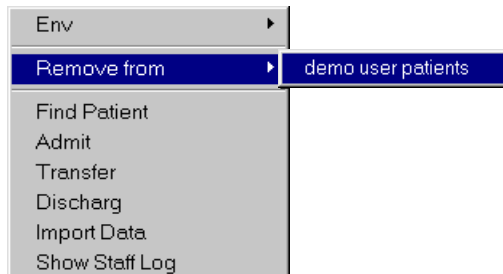 Env
Remove from
demo user patients
Find Patient
Admit
Transfer
Discharg
Import Data
Show Staff Log